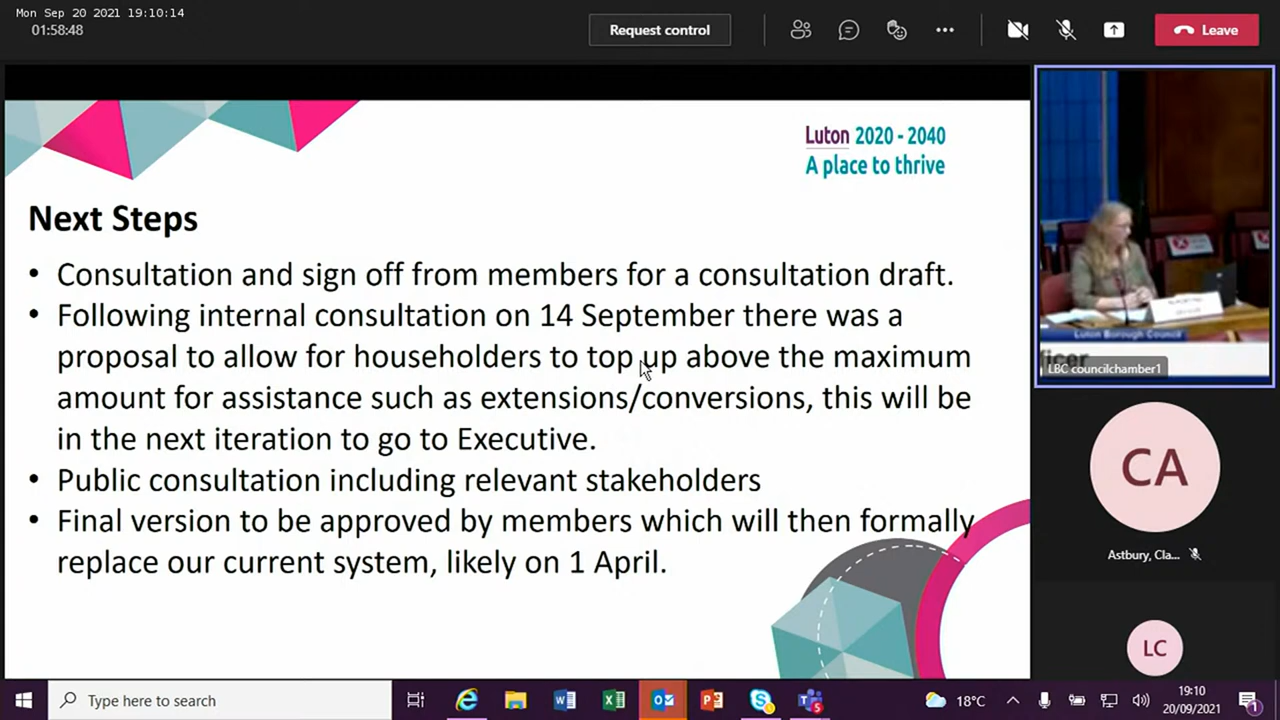 Mon Sep 20 2021 19:10:14
01:58:48
Request control
Leave
Luton 2020 - 2040
A place to thrive
Next Steps
• Consultation and sign off from members for a consultation draft.
• Following internal consultation on 14 September there was a
proposal to allow for householders to top up above the maximum
amount for assistance such as extensions/conversions, this will be
in the next iteration to go to Executive.
• Public consultation including relevant stakeholders
• Final version to be approved by members which will then formally
replace our current system, likely on 1 April.
Luton Borough Council
ficer
LBC councilchamber1
CA
Astbury, Cla...
LC
Type here to search
18°C
19:10
20/09/2021